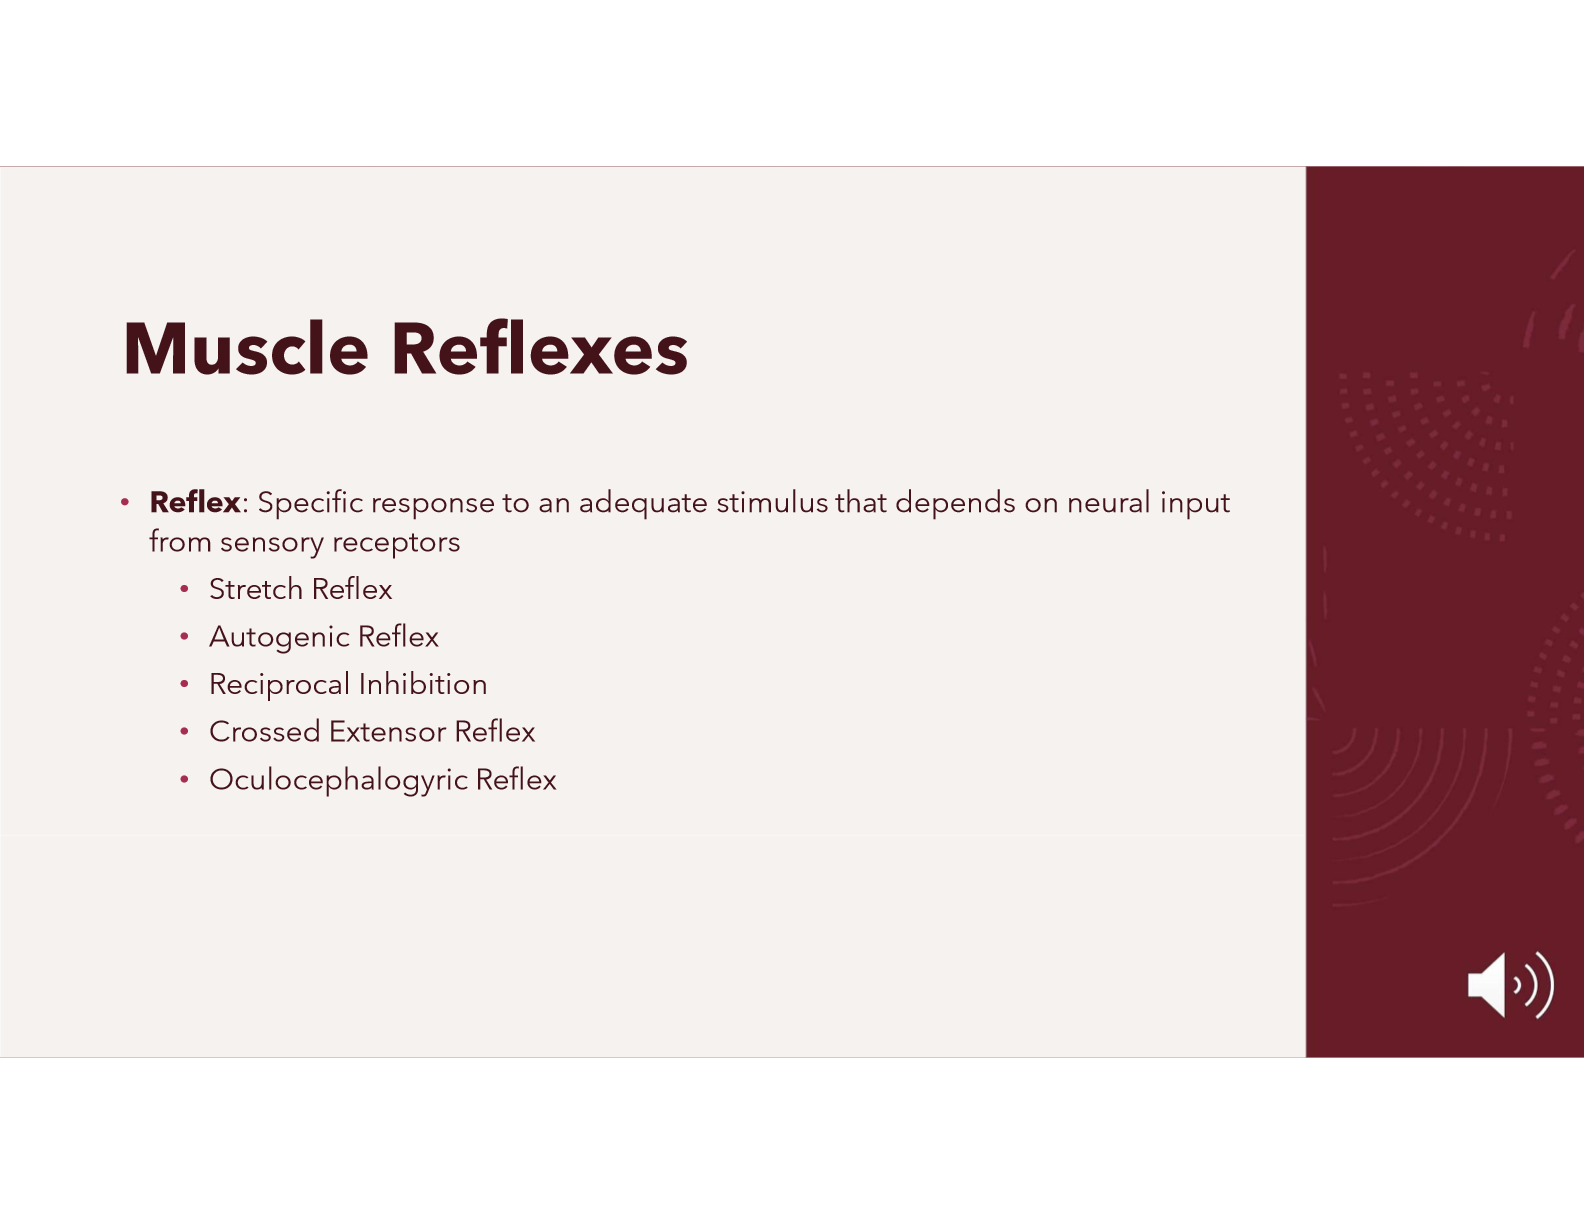 Muscle Reflexes
• Reflex: Specific response to an adequate stimulus that depends on neural input
from sensory receptors
• Stretch Reflex
• Autogenic Reflex
• Reciprocal Inhibition
• Crossed Extensor Reflex
• Oculocephalogyric Reflex